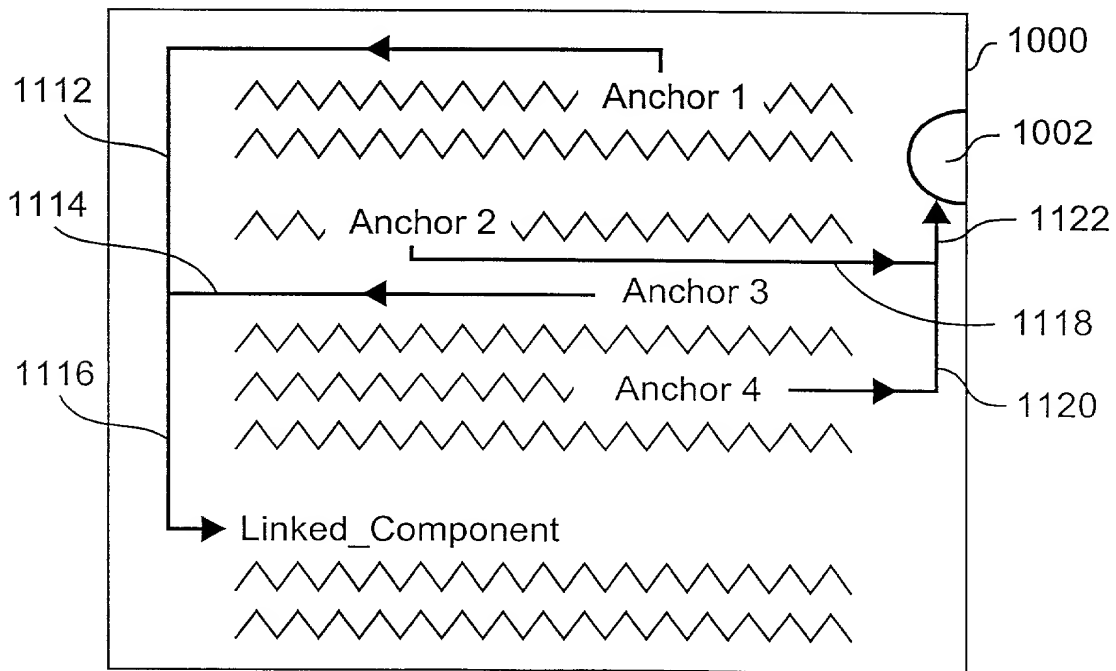 1000
Anchor 1
1112
1002
1114
Anchor 2
1122
Anchor 3
1118
1116
Anchor 4
1120
Linked_Component